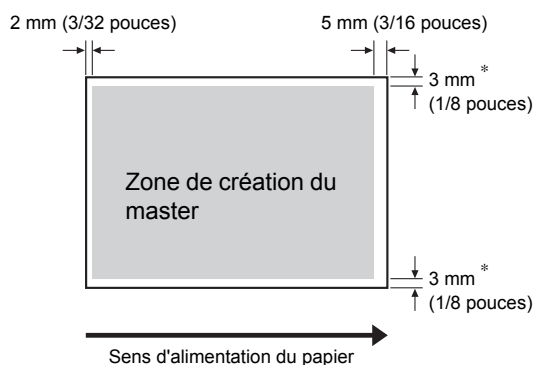 2 mm (3/32 pouces)
5 mm (3/16 pouces)
3 mm *
(1/8 pouces)
Zone de création du
master
3 mm *
(1/8 pouces)
Sens d'alimentation du papier